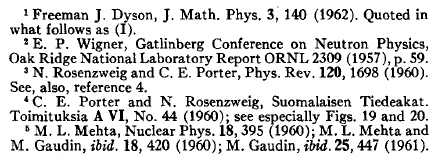 ¹ Freeman J. Dyson, J. Math. Phys. 3, 140 (1962). Quoted in
what follows as (I).
² E. P. Wigner, Gatlinberg Conference on Neutron Physics,
Oak Ridge National Laboratory Report ORNL 2309 (1957), p. 59.
³ N. Rosenzweig and C. E. Porter, Phys. Rev. 120, 1698 (1960).
See, also, reference 4.
⁴ C. E. Porter and N. Rosenzweig, Suomalaisen Tiedeakat.
Toimituksia A VI, No. 44 (1960); see especially Figs. 19 and 20.
⁵ M. L. Mehta, Nuclear Phys. 18, 395 (1960); M. L. Mehta and
M. Gaudin, ibid. 18, 420 (1960); M. Gaudin, ibid. 25, 447 (1961).